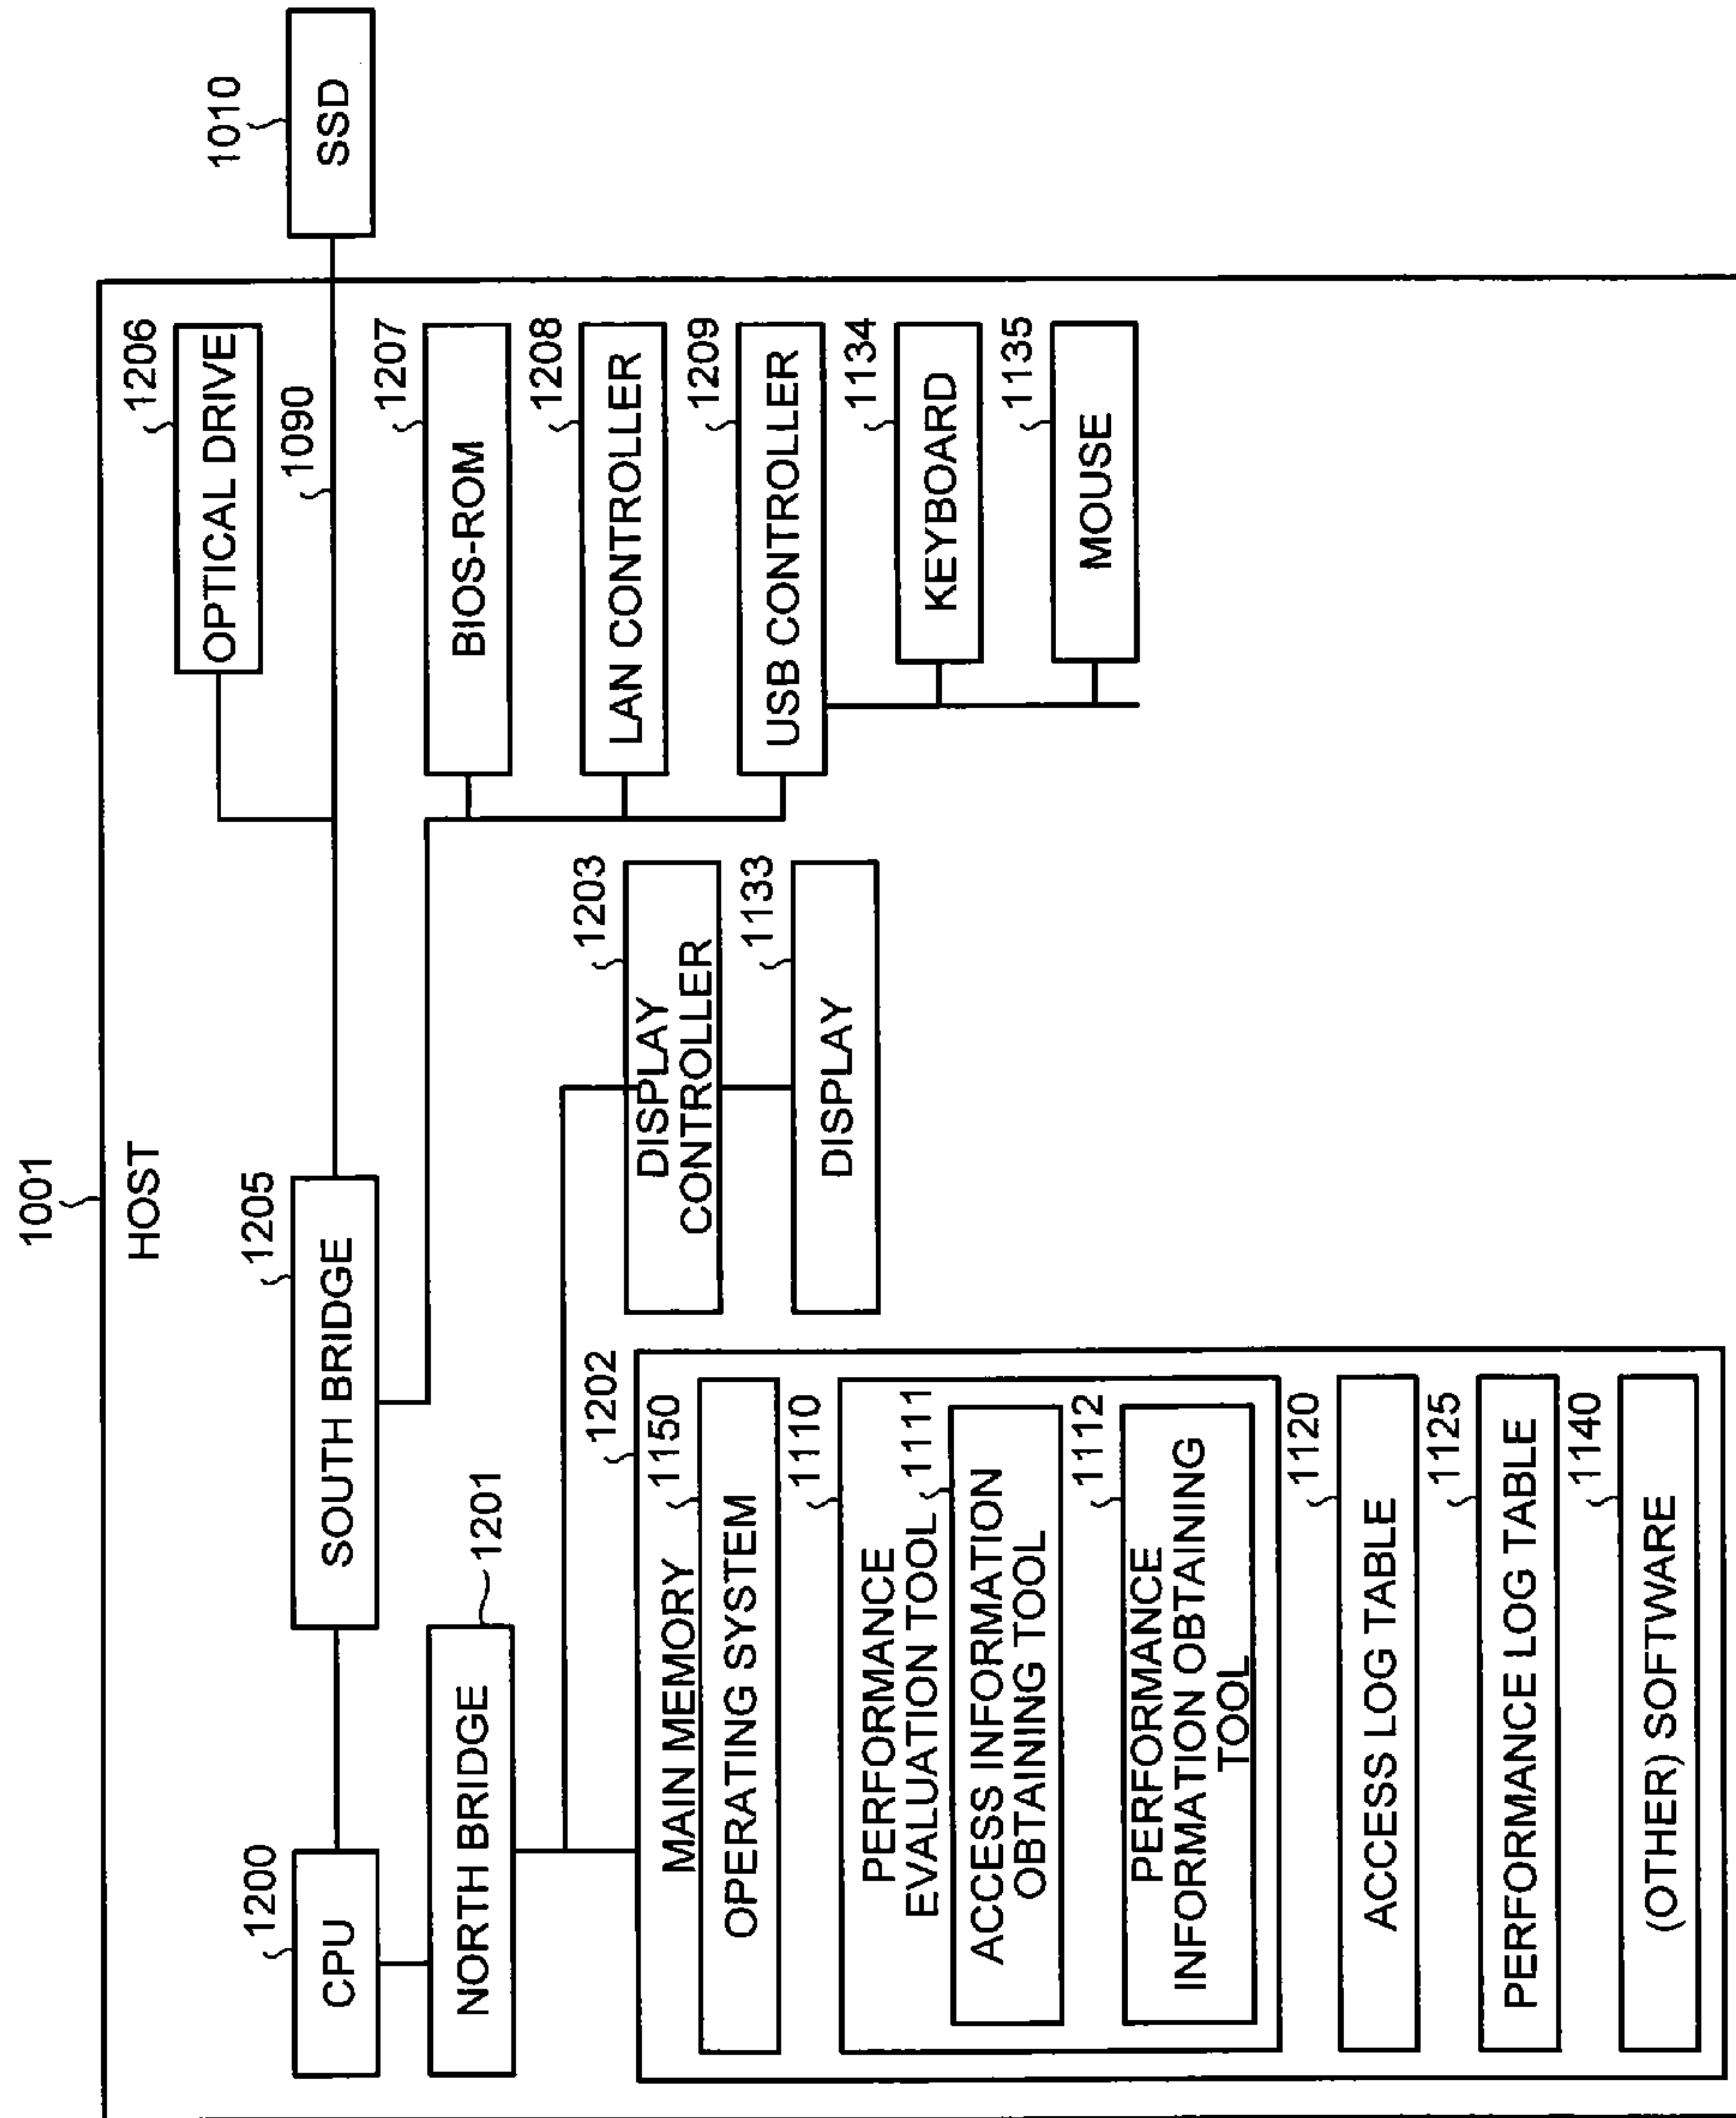 1001
HOST
1010
SSD
1200
CPU
1205
SOUTH BRIDGE
1206
OPTICAL DRIVE
1090
1201
NORTH BRIDGE
1207
BIOS-ROM
1208
LAN CONTROLLER
1209
USB CONTROLLER
1134
KEYBOARD
1135
MOUSE
1203
DISPLAY
CONTROLLER
1133
DISPLAY
1202
MAIN MEMORY
1150
OPERATING SYSTEM
1110
PERFORMANCE
EVALUATION TOOL
1111
ACCESS INFORMATION
OBTAINING TOOL
1112
PERFORMANCE
INFORMATION OBTAINING
TOOL
1120
ACCESS LOG TABLE
1125
PERFORMANCE LOG TABLE
1140
(OTHER) SOFTWARE